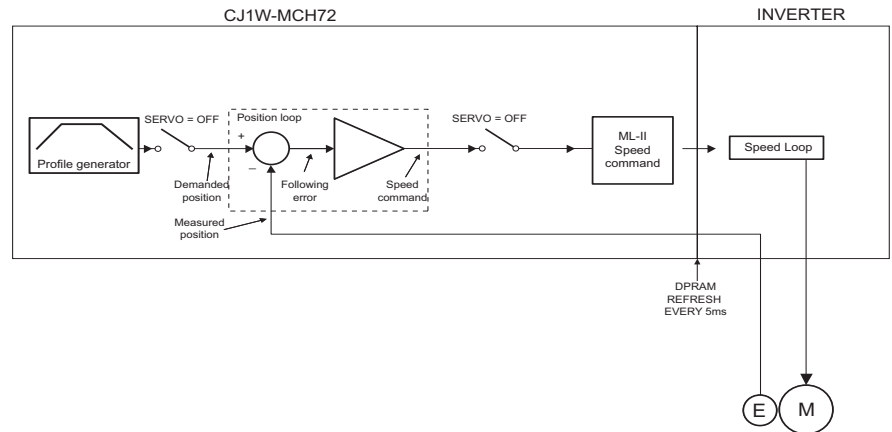 CJ1W-MCH72
INVERTER
SERVO = OFF
Position loop
SERVO = OFF
ML-II
Speed
command
Speed Loop
Profile generator
+
–
Demanded
position
Following
error
Speed
command
Measured
position
DPRAM
REFRESH
EVERY 5ms
E
M